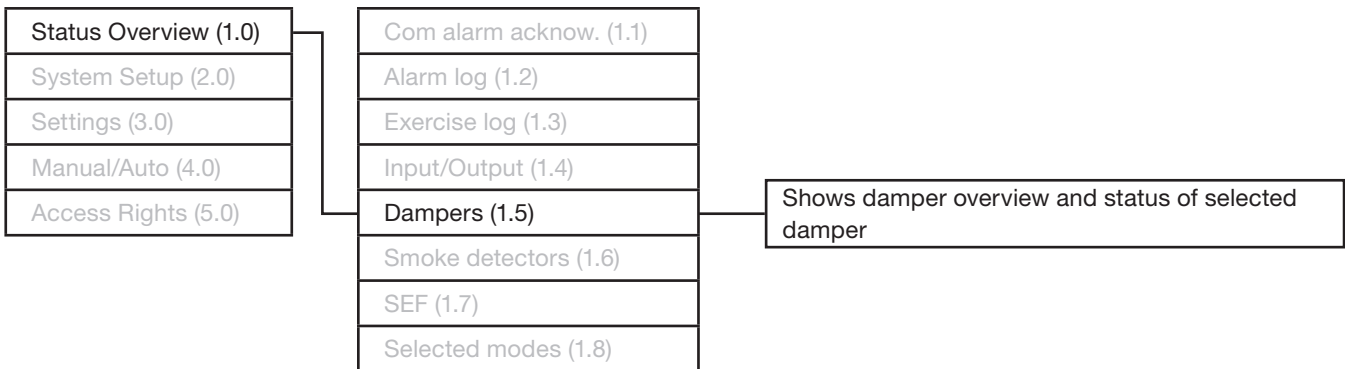 Status Overview (1.0)
System Setup (2.0)
Settings (3.0)
Manual/Auto (4.0)
Access Rights (5.0)
Com alarm acknow. (1.1)
Alarm log (1.2)
Exercise log (1.3)
Input/Output (1.4)
Dampers (1.5)
Smoke detectors (1.6)
SEF (1.7)
Selected modes (1.8)
Shows damper overview and status of selected
damper